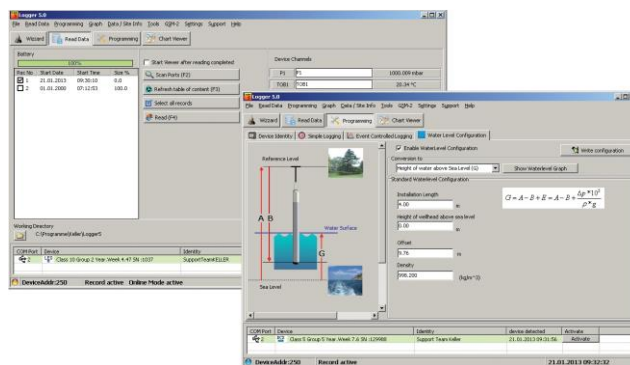 Logger 5.0
File Read Data Programming Graph Data / Site Info Tools GSM-2 Settings Support Help
Wizzard Read Data Programming Chart Viewer
Battery
100%
Rec No Start Date Start Time Size %
1 21.01.2013 09:30:10 0.0
2 01.01.2000 07:12:53 100.0
Start Viewer after reading completed
Scan Ports (F2)
Refresh table of content (F3)
Select all records
Read (F4)
Device Channels
P1 P1 1000.009 mbar
TOB1 TOB1 20.34 °C
Working Directory
C:\Programme\Keller\Logger5
COM Port Device Identity
2 Class 10 Group 2 Year.Week 4.47 SN :1037 SupportTeamKELLER
DeviceAddr:250 Record active Online Mode active
Logger 5.0
File Read Data Programming Graph Data / Site Info Tools GSM-2 Settings Support Help
Wizzard Read Data Programming Chart Viewer
Device Identity Simple Logging Event Controlled Logging Water Level Configuration
Enable WaterLevel Configuration
Write configuration
Conversion to
Height of water above Sea Level (G)
Show Waterlevel Graph
Standard Waterlevel Configuration
Installation Length
4.00 m
Height of wellhead above sea level
0.00 m
Offset
9.76 m
Density
998.200 (kg/m^3)
Reference Level
A
B
Water Surface
G
Sea Level
COM Port Device Identity device detected Activate
2 Class 5 Group 5 Year.Week 7.6 SN :129988 Support Team Keller 21.01.2013 09:31:56 Activate
DeviceAddr:250 Record active 21.01.2013 09:32:32